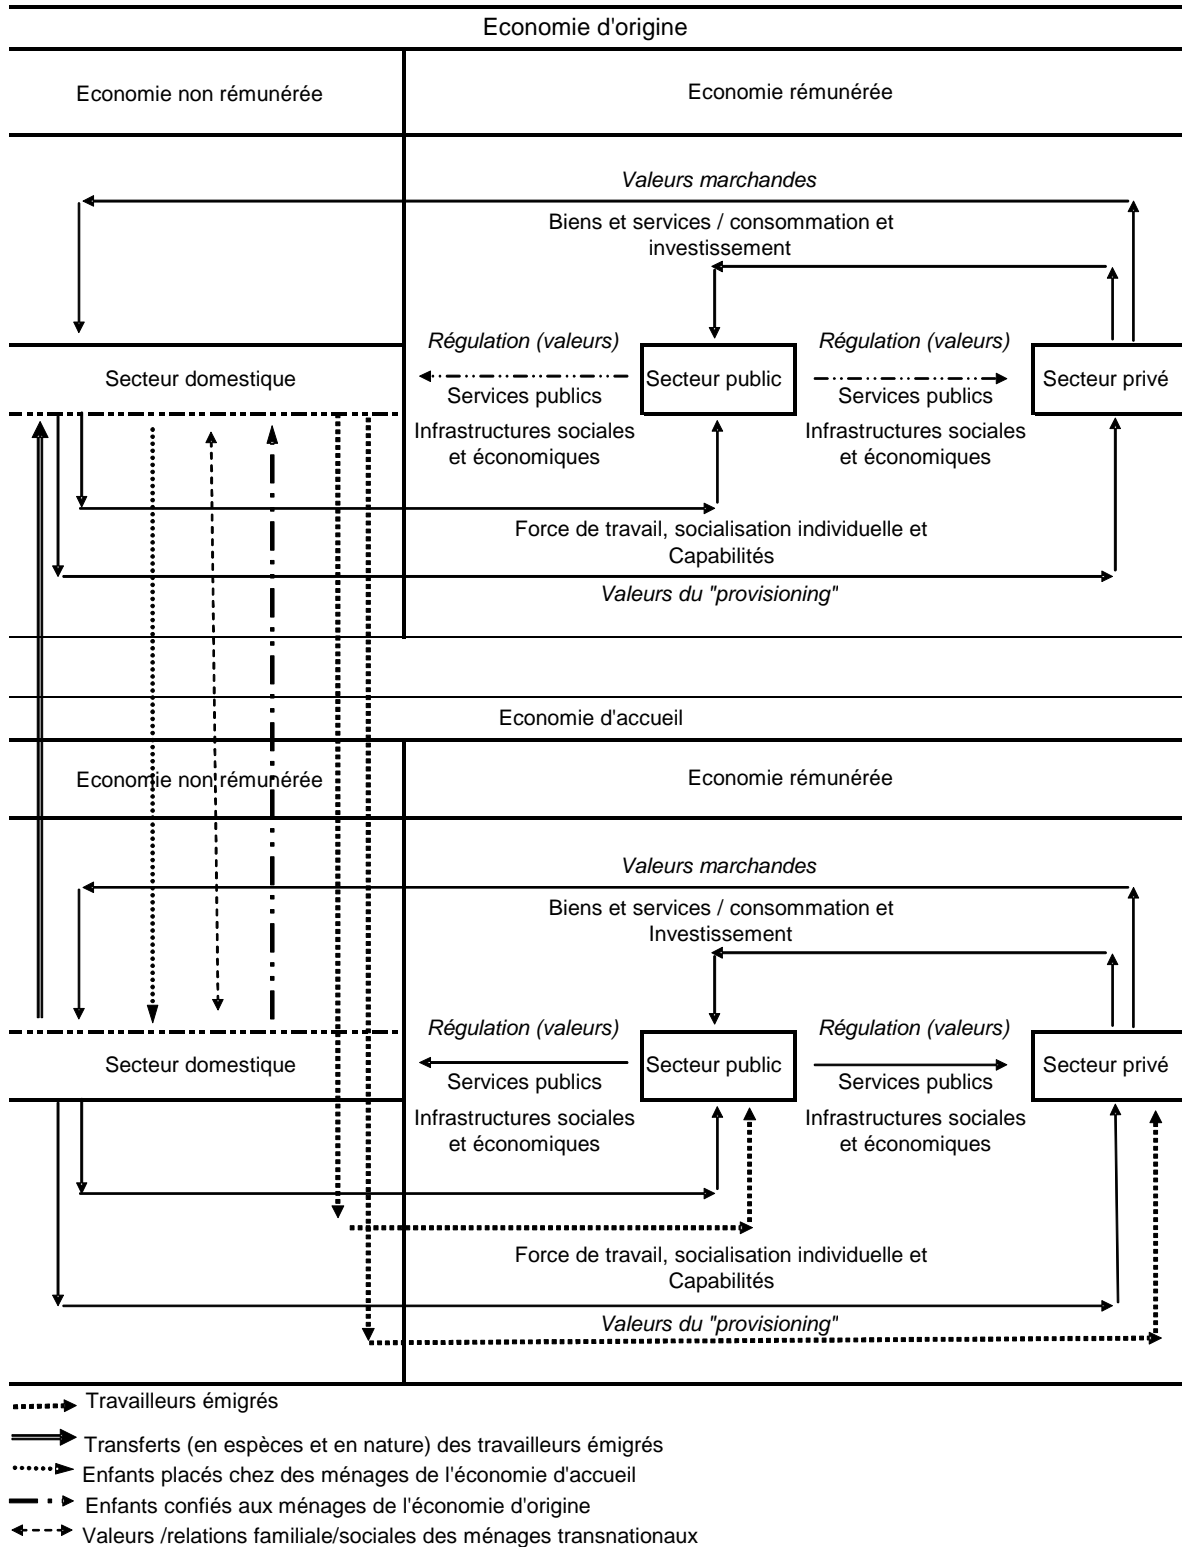 Economie d'origine
Economie non rémunérée
Economie rémunérée
Valeurs marchandes
Biens et services / consommation et
investissement
Régulation (valeurs)
Régulation (valeurs)
Secteur domestique
Secteur public
Secteur privé
Services publics
Services publics
Infrastructures sociales
et économiques
Infrastructures sociales
et économiques
Force de travail, socialisation individuelle et
Capabilités
Valeurs du "provisioning"
Economie d'accueil
Economie non rémunérée
Economie rémunérée
Valeurs marchandes
Biens et services / consommation et
Investissement
Régulation (valeurs)
Régulation (valeurs)
Secteur domestique
Secteur public
Secteur privé
Services publics
Services publics
Infrastructures sociales
et économiques
Infrastructures sociales
et économiques
Force de travail, socialisation individuelle et
Capabilités
Valeurs du "provisioning"
Travailleurs émigrés
Transferts (en espèces et en nature) des travailleurs émigrés
Enfants placés chez des ménages de l'économie d'accueil
Enfants confiés aux ménages de l'économie d'origine
Valeurs /relations familiale/sociales des ménages transnationaux